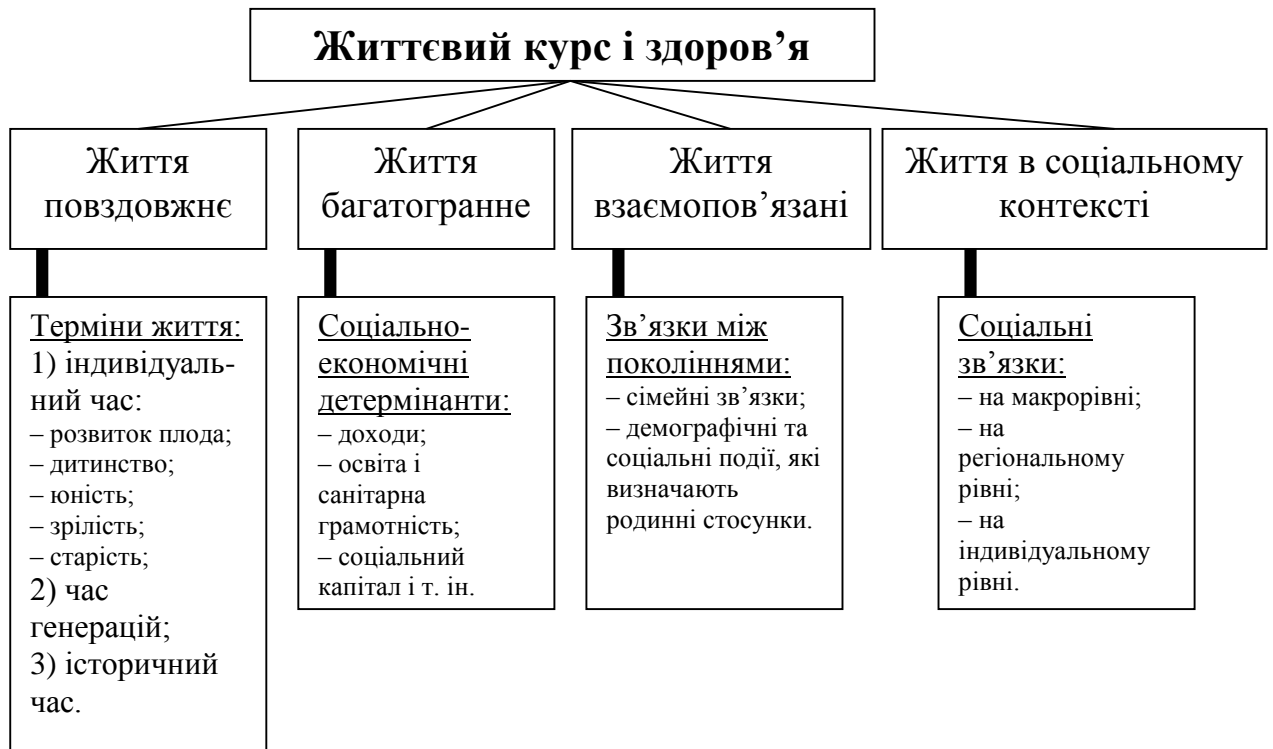 Життєвий курс і здоров’я
Життя
повздовжнє
Життя
багатогранне
Життя
взаємопов’язані
Життя в соціальному
контексті
Терміни життя:
1) індивідуаль-
ний час:
– розвиток плода;
– дитинство;
– юність;
– зрілість;
– старість;
2) час
генерацій;
3) історичний
час.
Соціально-
економічні
детермінанти:
– доходи;
– освіта і
санітарна
грамотність;
– соціальний
капітал і т. ін.
Зв’язки між
поколіннями:
– сімейні зв’язки;
– демографічні та
соціальні події, які
визначають
родинні стосунки.
Соціальні
зв’язки:
– на макрорівні;
– на
регіональному
рівні;
– на
індивідуальному
рівні.